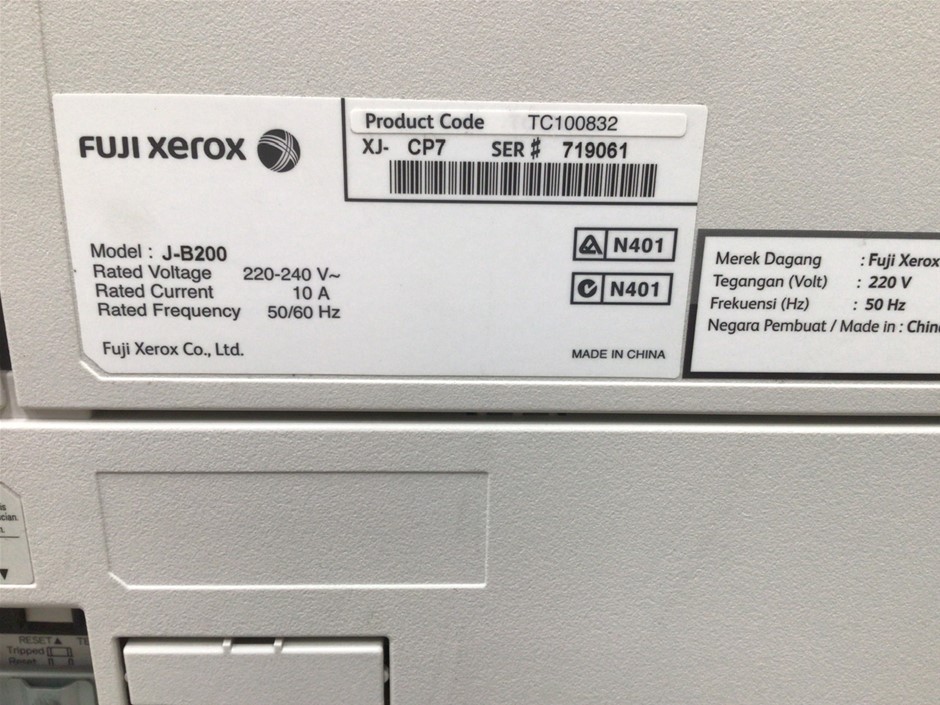 FUJI xerox
Product Code TC100832
XJ- CP7 SER # 719061
Model : J-B200
Rated Voltage 220-240 V~
Rated Current 10 A
Rated Frequency 50/60 Hz
Fuji Xerox Co., Ltd.
N401
N401
MADE IN CHINA
Merek Dagang : Fuji Xerox
Tegangan (Volt) : 220 V
Frekuensi (Hz) : 50 Hz
Negara Pembuat / Made in : Chin
RESET▲
Tripped
Reset